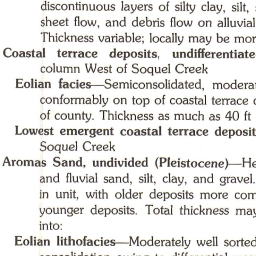 discontinuous layers of silty clay, silt,
sheet flow, and debris flow on alluvial
Thickness variable; locally may be mor
Coastal terrace deposits, undifferentiate
column West of Soquel Creek
Eolian facies—Semiconsolidated, modera
conformably on top of coastal terrace
of county. Thickness as much as 40 ft
Lowest emergent coastal terrace deposit
Soquel Creek
Aromas Sand, undivided (Pleistocene)—He
and fluvial sand, silt, clay, and gravel.
in unit, with older deposits more com
younger deposits. Total thickness may
into:
Eolian lithofacies—Moderately well sorted